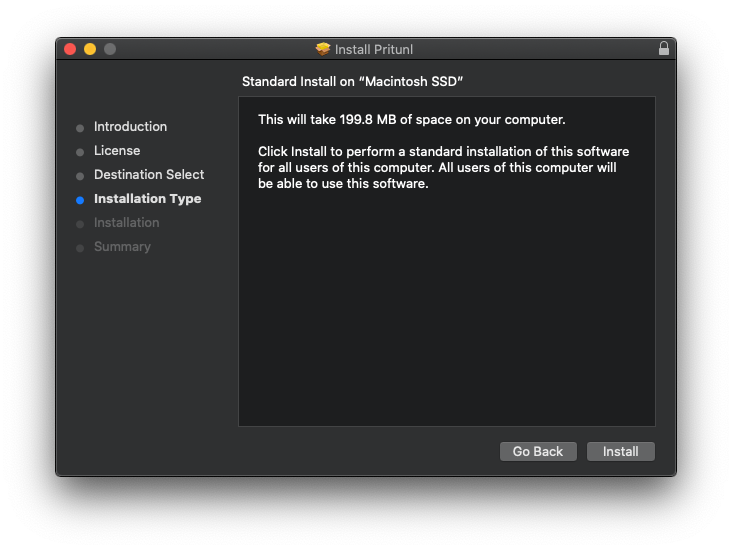 Install Pritunl
Standard Install on “Macintosh SSD”
Introduction
License
Destination Select
Installation Type
Installation
Summary
This will take 199.8 MB of space on your computer.
Click Install to perform a standard installation of this software
for all users of this computer. All users of this computer will
be able to use this software.
Go Back
Install